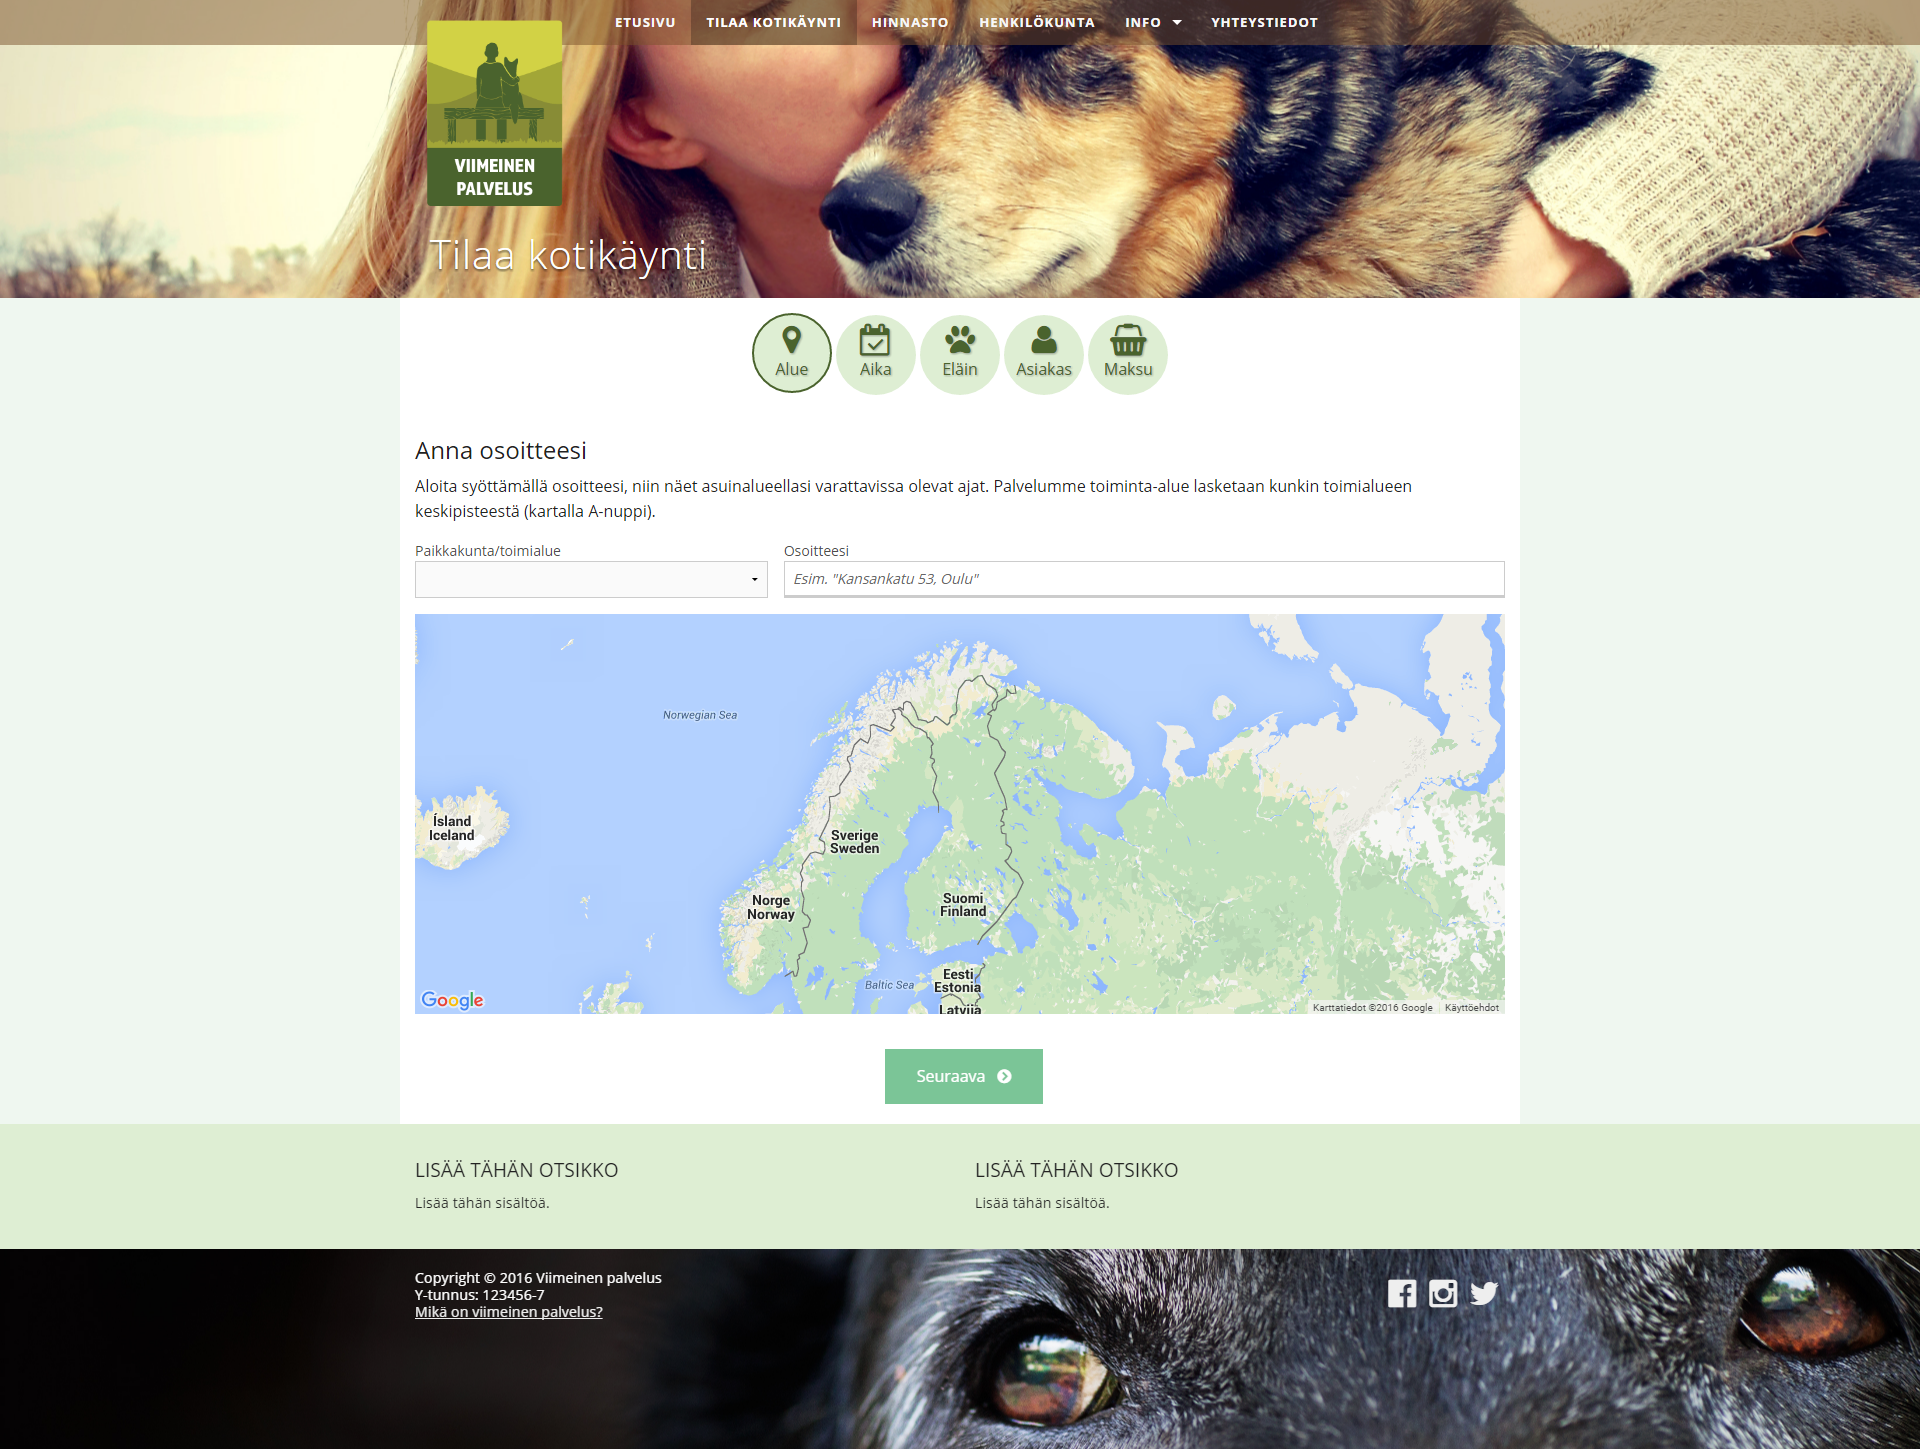 ETUSIVU
TILAA KOTIKÄYNTI
HINNASTO
HENKILÖKUNTA
INFO
YHTEYSTIEDOT
VIIMEINEN
PALVELUS
Tilaa kotikäynti
Alue
Aika
Eläin
Asiakas
Maksu
Anna osoitteesi
Aloita syöttämällä osoitteesi, niin näet asuinalueellasi varattavissa olevat ajat. Palvelumme toiminta-alue lasketaan kunkin toimialueen
keskipisteestä (kartalla A-nuppi).
Paikkakunta/toimialue
Osoitteesi
Esim. "Kansankatu 53, Oulu"
Norwegian Sea
Ísland
Iceland
Sverige
Sweden
Norge
Norway
Suomi
Finland
Baltic Sea
Eesti
Estonia
Latvija
Google
Karttatiedot ©2016 Google
Käyttöehdot
Seuraava
LISÄÄ TÄHÄN OTSIKKO
Lisää tähän sisältöä.
LISÄÄ TÄHÄN OTSIKKO
Lisää tähän sisältöä.
Copyright © 2016 Viimeinen palvelus
Y-tunnus: 123456-7
Mikä on viimeinen palvelus?